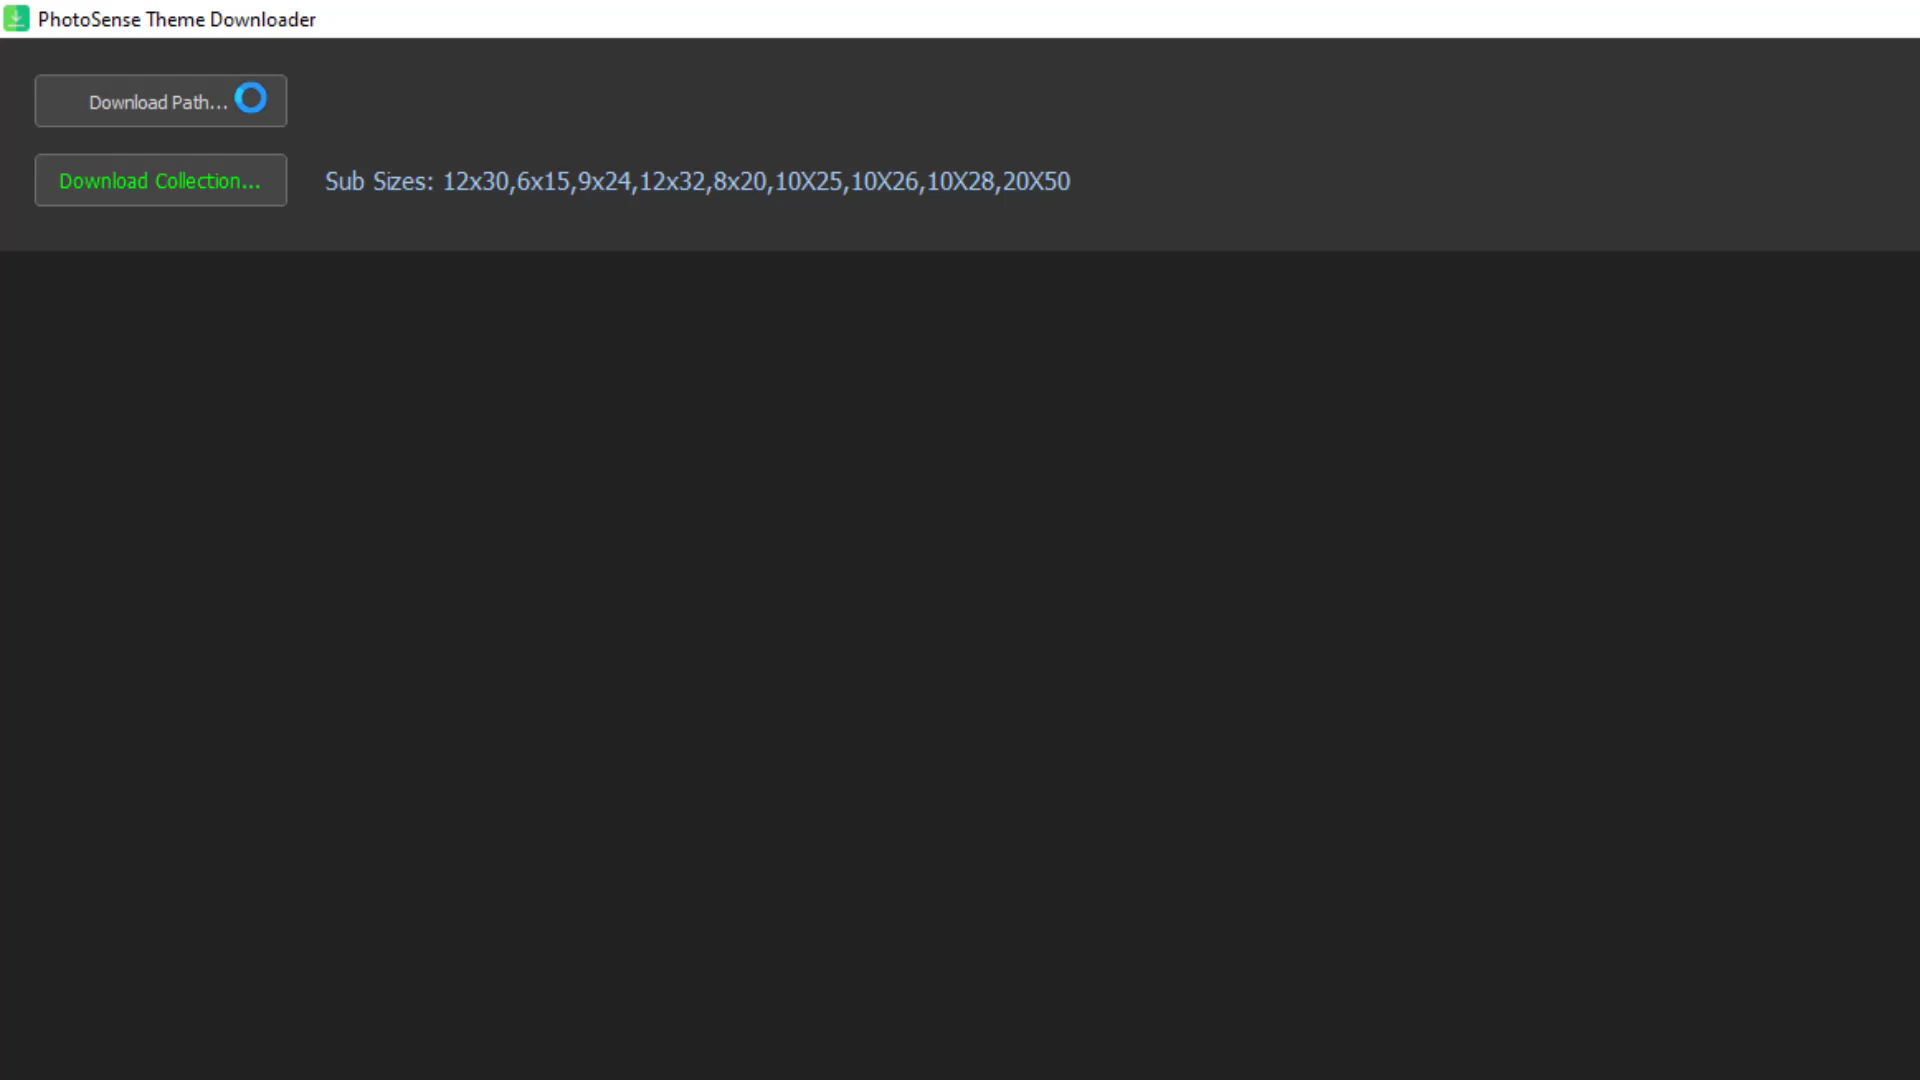 PhotoSense Theme Downloader
Download Path...
Download Collection...
Sub Sizes: 12x30,6x15,9x24,12x32,8x20,10X25,10X26,10X28,20X50